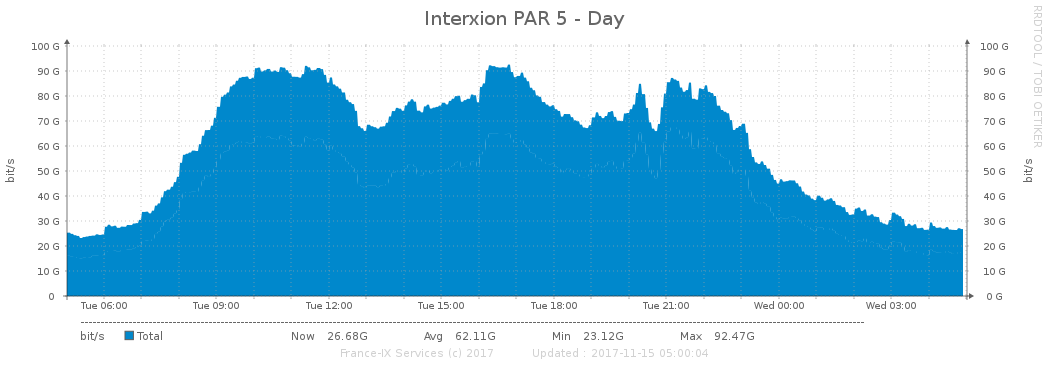 Interxion PAR 5 - Day
RRDTOOL / TOBI OETIKER
bit/s
100 G
90 G
80 G
70 G
60 G
50 G
40 G
30 G
20 G
10 G
0
100 G
90 G
80 G
70 G
60 G
50 G
40 G
30 G
20 G
10 G
0 G
bit/s
Tue 06:00 Tue 09:00 Tue 12:00 Tue 15:00 Tue 18:00 Tue 21:00 Wed 00:00 Wed 03:00
bit/s Total Now 26.68G Avg 62.11G Min 23.12G Max 92.47G
France-IX Services (c) 2017 Updated : 2017-11-15 05:00:04